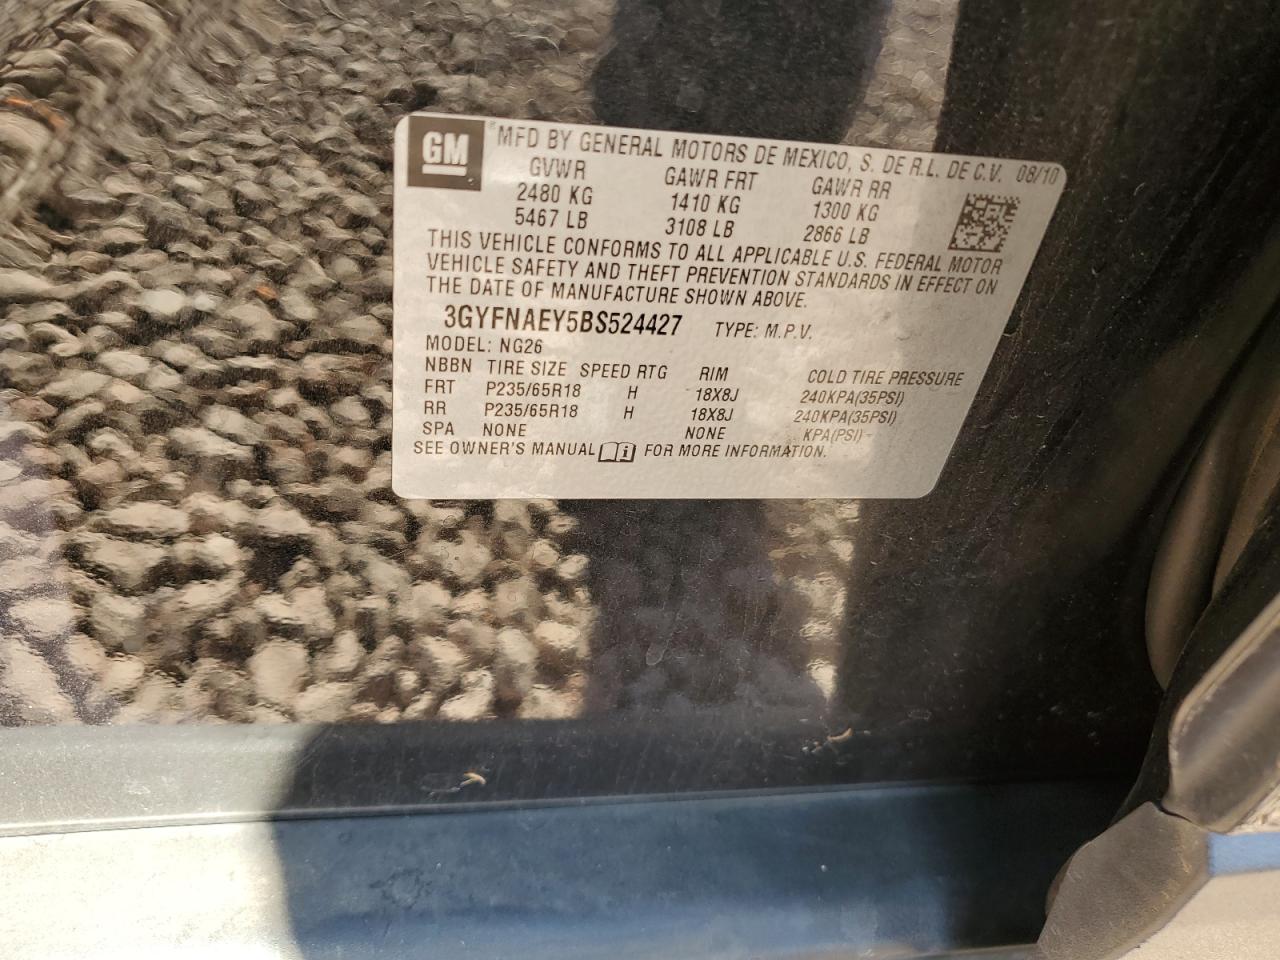 GM
® MFD BY GENERAL MOTORS DE MEXICO, S. DE R.L. DE C.V. 08/10
GVWR GAWR FRT GAWR RR
2480 KG 1410 KG 1300 KG
5467 LB 3108 LB 2866 LB
THIS VEHICLE CONFORMS TO ALL APPLICABLE U.S. FEDERAL MOTOR
VEHICLE SAFETY AND THEFT PREVENTION STANDARDS IN EFFECT ON
THE DATE OF MANUFACTURE SHOWN ABOVE.
3GYFNAEY5BS524427 TYPE: M.P.V.
MODEL: NG26
NBBN TIRE SIZE SPEED RTG RIM COLD TIRE PRESSURE
FRT P235/65R18 H 18X8J 240KPA(35PSI)
RR P235/65R18 H 18X8J 240KPA(35PSI)
SPA NONE NONE KPA(PSI)-
SEE OWNER'S MANUAL i FOR MORE INFORMATION.